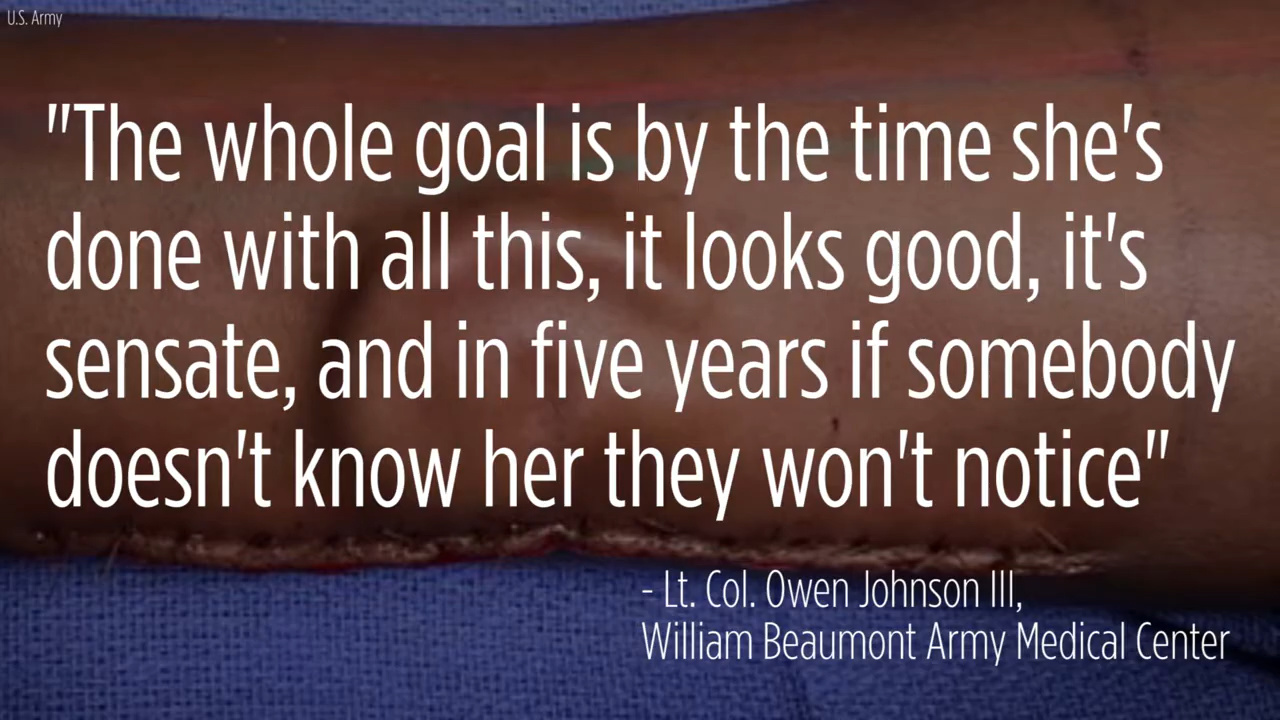 U.S. Army
"The whole goal is by the time she's
done with all this, it looks good, it's
sensate, and in five years if somebody
doesn't know her they won't notice"
- Lt. Col. Owen Johnson III,
William Beaumont Army Medical Center